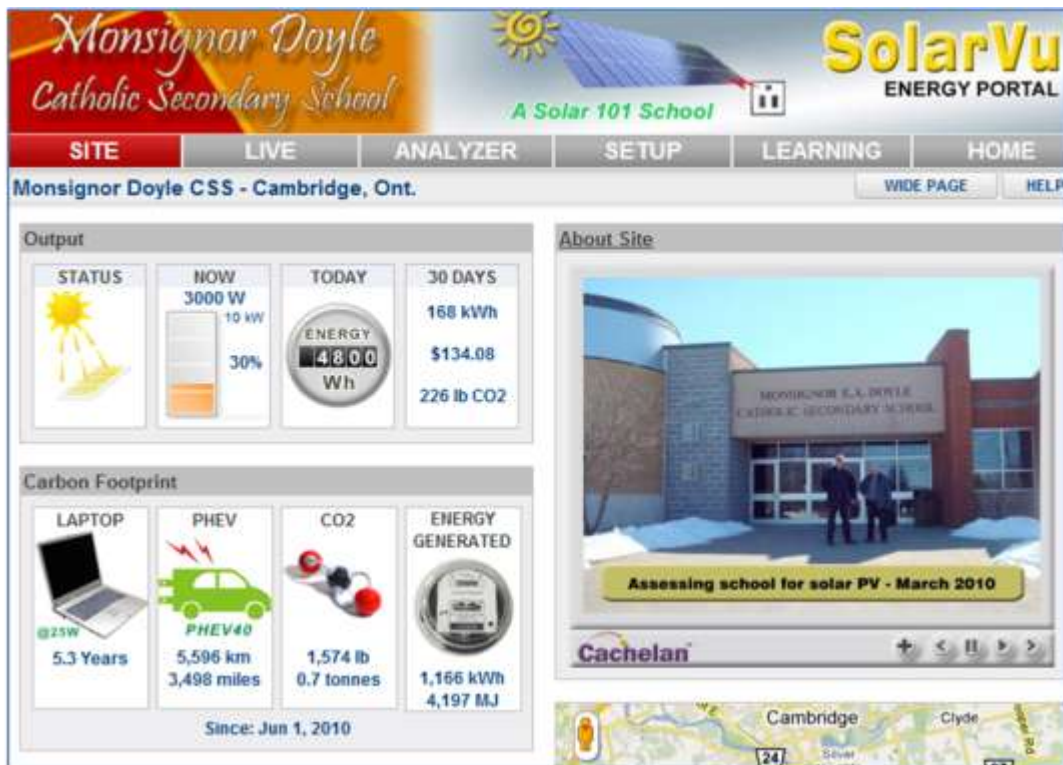 Monsignor Doyle
Catholic Secondary School
A Solar 101 School
SolarVu
ENERGY PORTAL
SITE LIVE ANALYZER SETUP LEARNING HOME
Monsignor Doyle CSS - Cambridge, Ont.
WIDE PAGE HELP
Output
STATUS NOW TODAY 30 DAYS
3000 W
10 kW
30%
ENERGY
4800
Wh
168 kWh
$134.08
226 lb CO2
About Site
MONSIGNOR E.A. DOYLE
CATHOLIC SECONDARY SCHOOL
Assessing school for solar PV - March 2010
Cachelan
Carbon Footprint
LAPTOP
@25W
5.3 Years
PHEV
PHEV40
5,596 km
3,498 miles
CO2
1,574 lb
0.7 tonnes
ENERGY
GENERATED
1,166 kWh
4,197 MJ
Since: Jun 1, 2010
Cambridge
Clyde
24